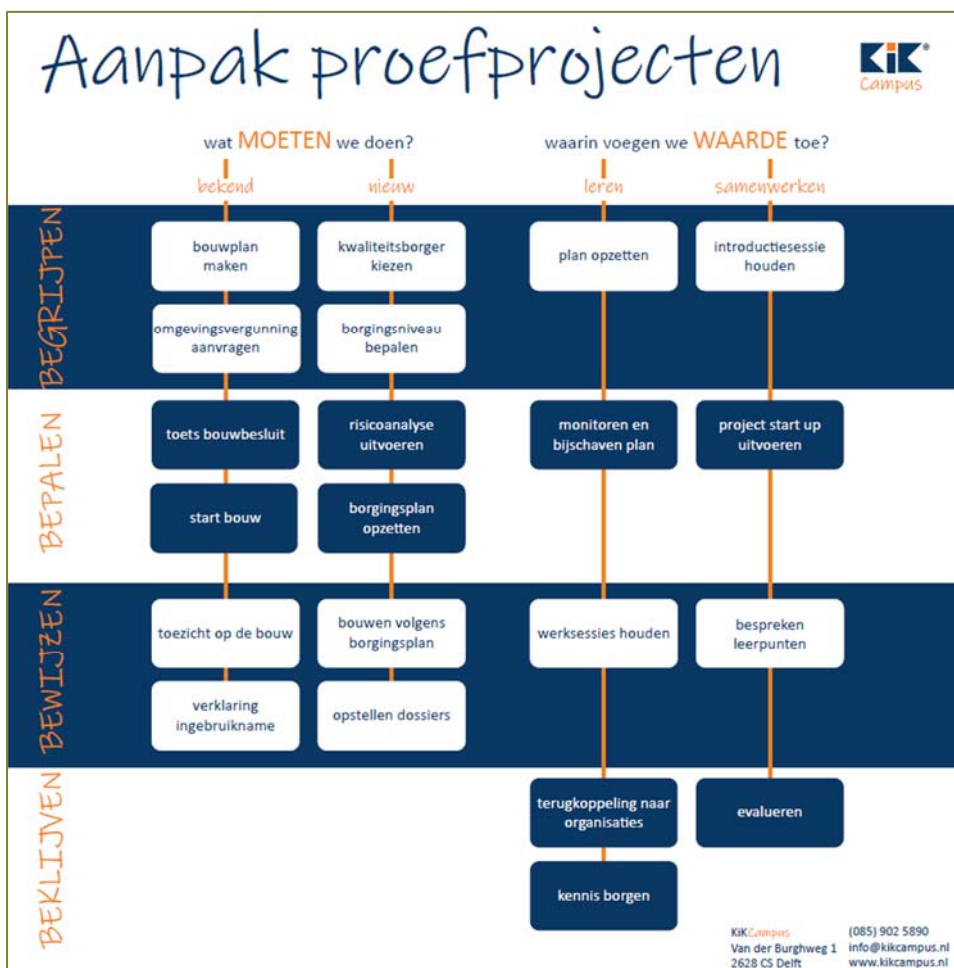 Aanpak proefprojecten
KiK®
Campus
wat MOETEN we doen?
waarin voegen we WAARDE toe?
bekend
nieuw
leren
samenwerken
BEGRIJPEN
bouwplan
maken
kwaliteitsborger
kiezen
plan opzetten
introductiesessie
houden
omgevingsvergunning
aanvragen
borgingsniveau
bepalen
BEPALEN
toets bouwbesluit
risicoanalyse
uitvoeren
monitoren en
bijschaven plan
project start up
uitvoeren
start bouw
borgingsplan
opzetten
BEWIJZEN
toezicht op de bouw
bouwen volgens
borgingsplan
werksessies houden
bespreken
leerpunten
verklaring
ingebruikname
opstellen dossiers
BEKLIJVEN
terugkoppeling naar
organisaties
evalueren
kennis borgen
KiKCampus
Van der Burghweg 1
2628 CS Delft
(085) 902 5890
info@kikcampus.nl
www.kikcampus.nl